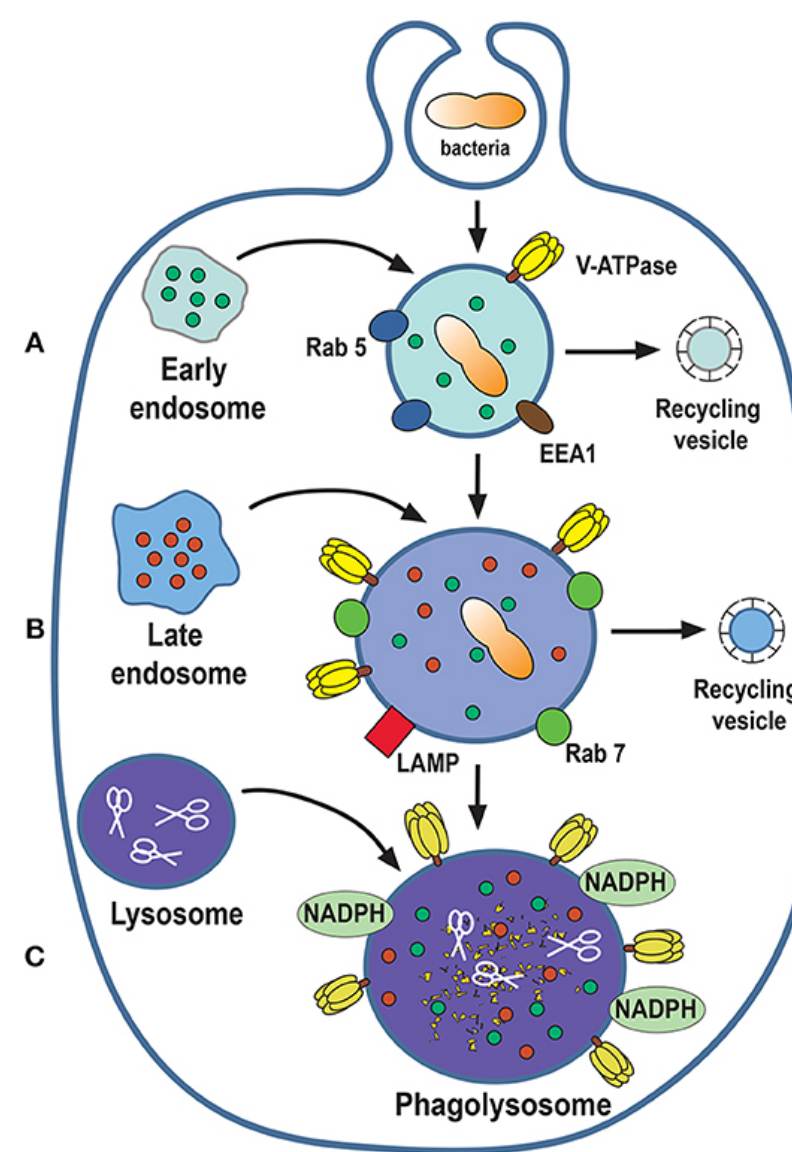 bacteria
V-ATPase
A
Rab 5
Early
endosome
Recycling
vesicle
EEA1
B
Late
endosome
Recycling
vesicle
LAMP
Rab 7
Lysosome
NADPH
NADPH
C
NADPH
Phagolysosome